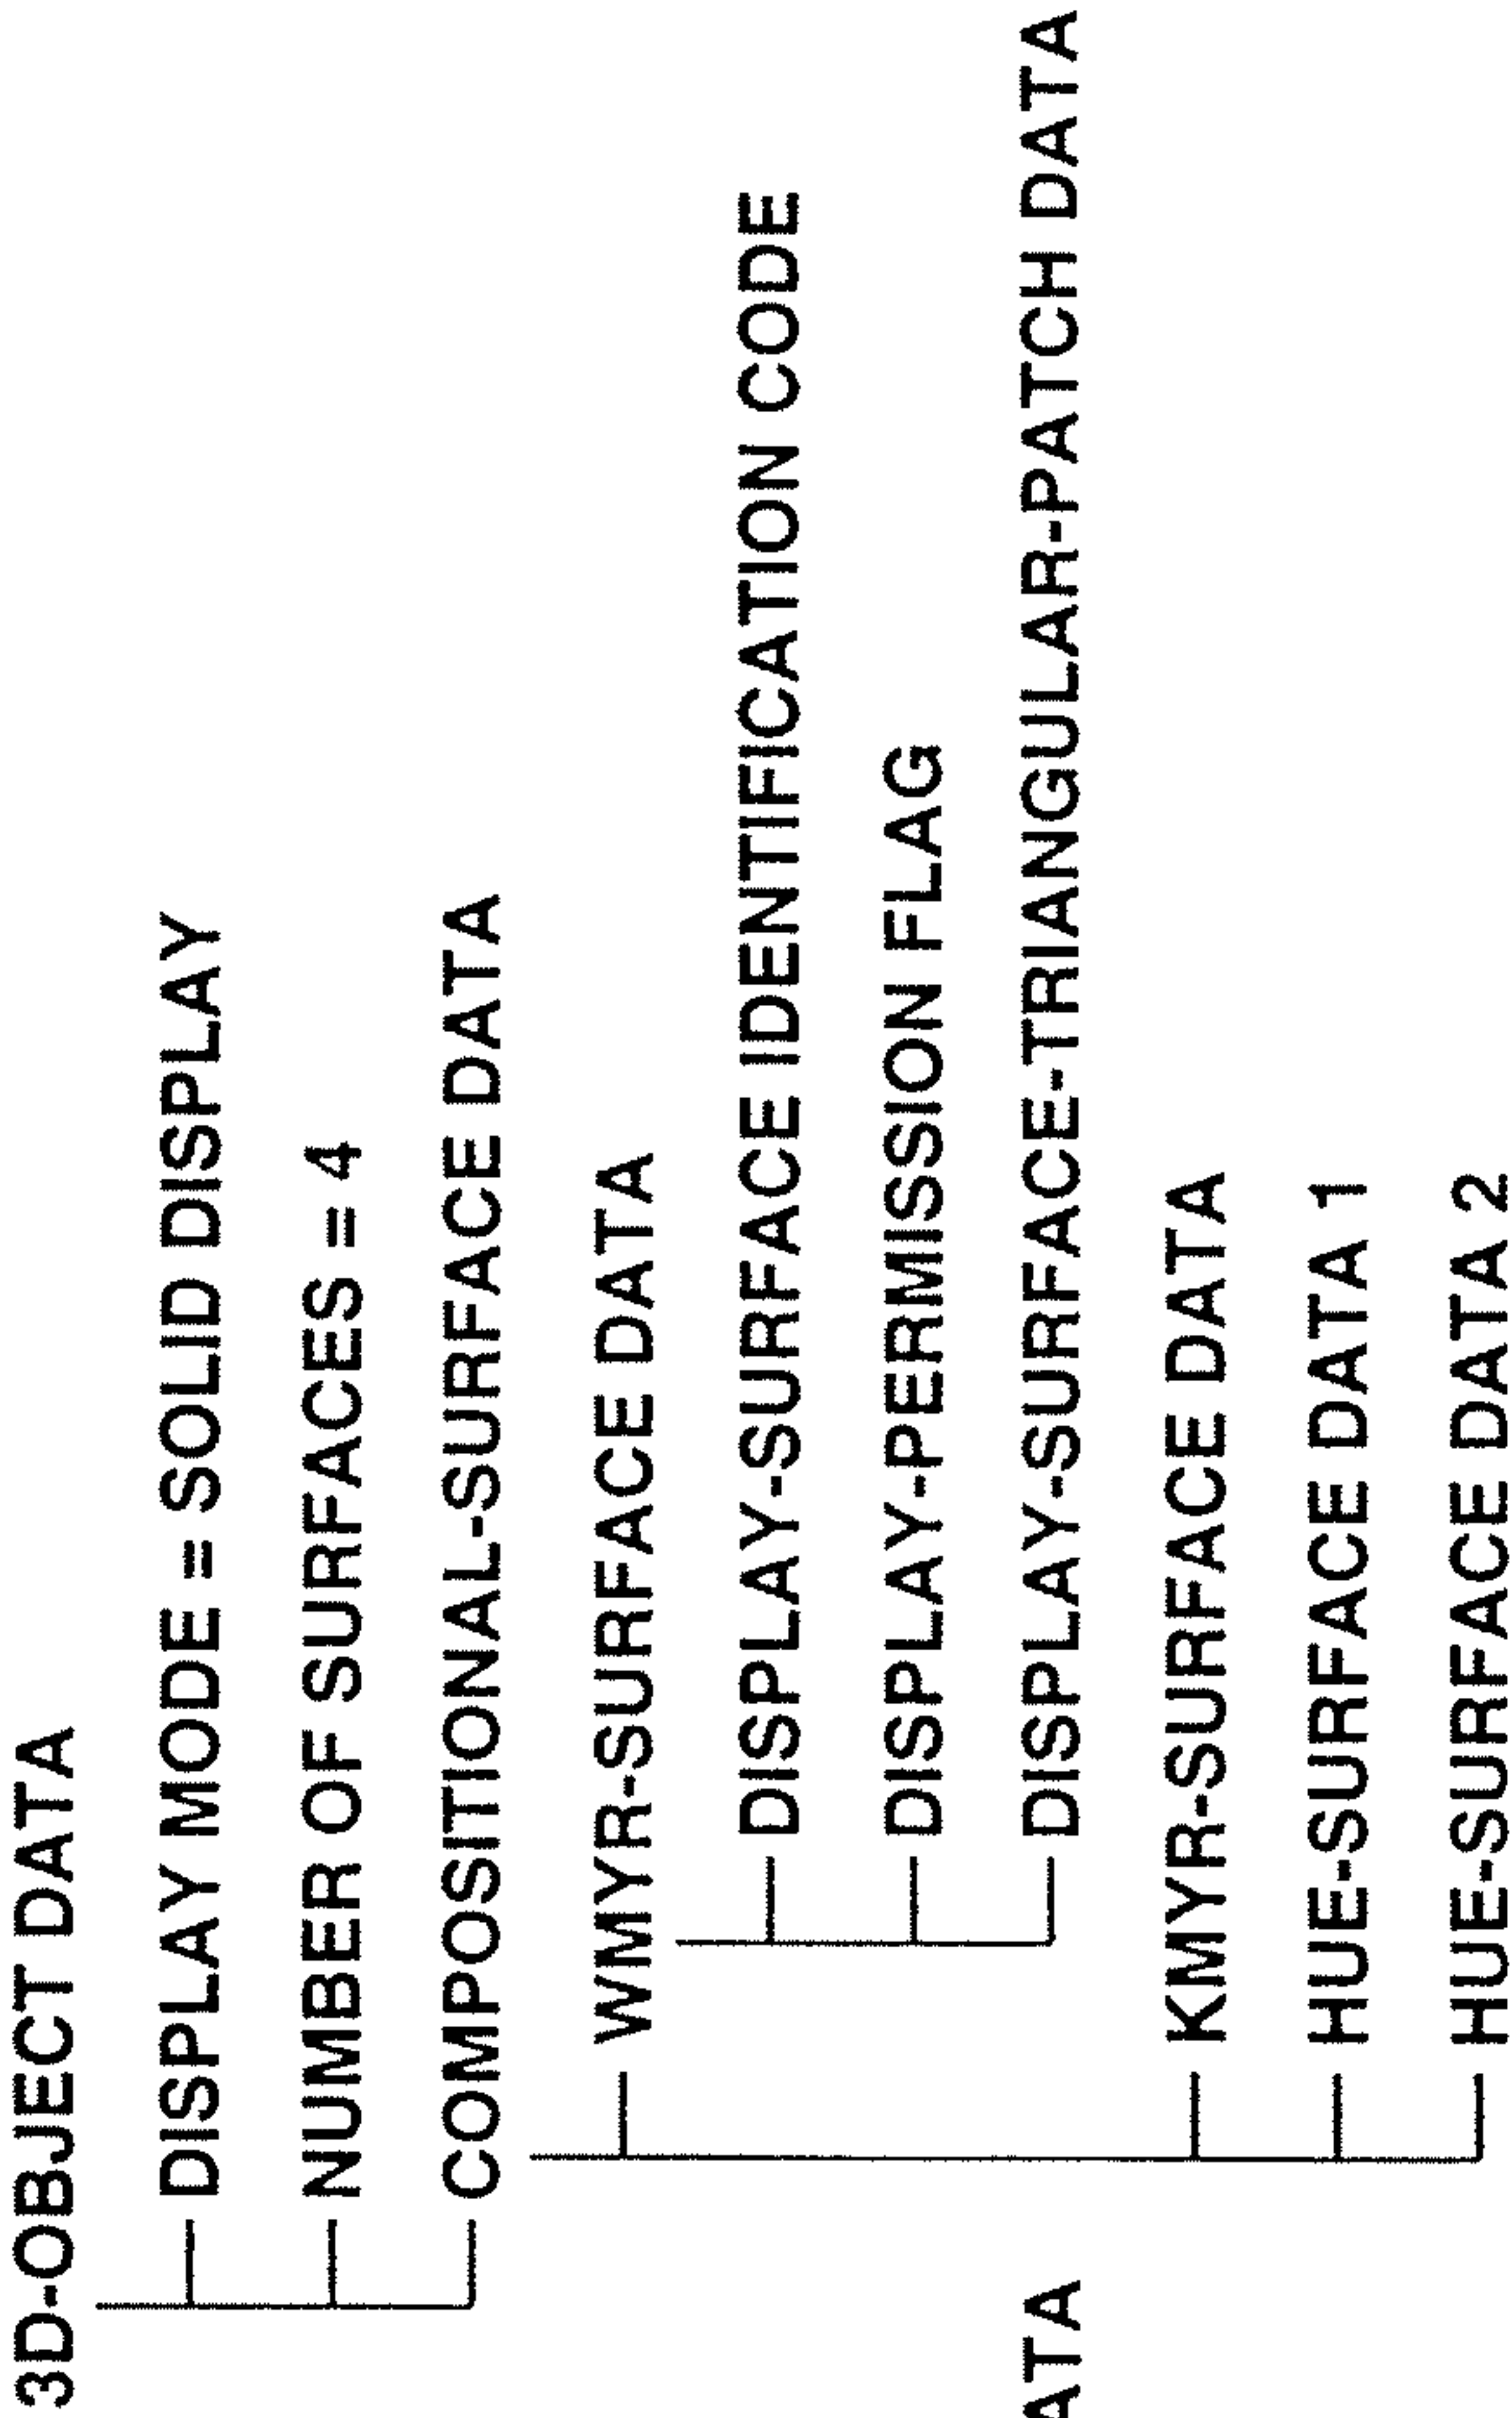 3D-OBJECT DATA
DISPLAY MODE = SOLID DISPLAY
NUMBER OF SURFACES = 4
COMPOSITIONAL-SURFACE DATA
WMYR-SURFACE DATA
DISPLAY-SURFACE IDENTIFICATION CODE
DISPLAY-PERMISSION FLAG
DISPLAY-SURFACE-TRIANGULAR-PATCH DATA
KMYR-SURFACE DATA
HUE-SURFACE DATA 1
HUE-SURFACE DATA 2